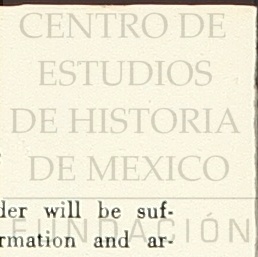 CENTRO DE
ESTUDIOS
DE HISTORIA
DE MEXICO
der will be suf-
FUNDACIÓN
rmation and ar-